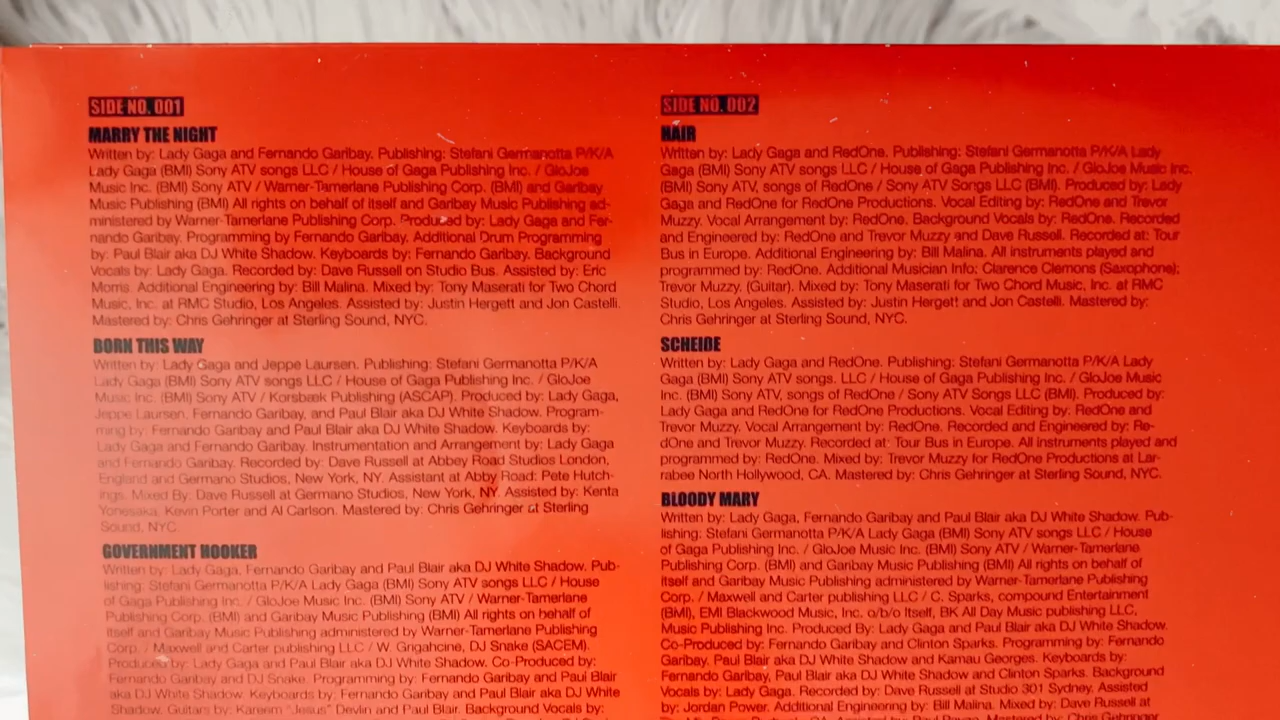 SIDE NO. 001
MARRY THE NIGHT
Written by: Lady Gaga and Fernando Garibay. Publishing: Stefani Germanotta P/K/A
Lady Gaga (BMI) Sony ATV songs LLC / House of Gaga Publishing Inc. / GloJoe
Music Inc. (BMI) Sony ATV / Warner-Tamerlane Publishing Corp. (BMI) and Garibay
Music Publishing (BMI) All rights on behalf of itself and Garibay Music Publishing ad-
ministered by Warner-Tamerlane Publishing Corp. Produced by: Lady Gaga and Fer-
nando Garibay. Programming by Fernando Garibay. Additional Drum Programming
by: Paul Blair aka DJ White Shadow. Keyboards by: Fernando Garibay. Background
Vocals by: Lady Gaga. Recorded by: Dave Russell on Studio Bus. Assisted by: Eric
Morris. Additional Engineering by: Bill Malina. Mixed by: Tony Maserati for Two Chord
Music, Inc. at RMC Studio, Los Angeles. Assisted by: Justin Hergett and Jon Castelli.
Mastered by: Chris Gehringer at Sterling Sound, NYC.
BORN THIS WAY
Written by: Lady Gaga and Jeppe Laursen. Publishing: Stefani Germanotta P/K/A
Lady Gaga (BMI) Sony ATV songs LLC / House of Gaga Publishing Inc. / GloJoe
Music Inc. (BMI) Sony ATV / Korsbæk Publishing (ASCAP). Produced by: Lady Gaga,
Jeppe Laursen, Fernando Garibay, and Paul Blair aka DJ White Shadow. Program-
ming by: Fernando Garibay and Paul Blair aka DJ White Shadow. Keyboards by:
Lady Gaga and Fernando Garibay. Instrumentation and Arrangement by: Lady Gaga
and Fernando Garibay. Recorded by: Dave Russell at Abbey Road Studios London,
England and Germano Studios, New York, NY. Assistant at Abby Road: Pete Hutch-
ings. Mixed By: Dave Russell at Germano Studios, New York, NY. Assisted by: Kenta
Yonesaka, Kevin Porter and Al Carlson. Mastered by: Chris Gehringer at Sterling
Sound, NYC
GOVERNMENT HOOKER
Written by: Lady Gaga, Fernando Garibay and Paul Blair aka DJ White Shadow. Pub-
lishing: Stefani Germanotta P/K/A Lady Gaga (BMI) Sony ATV songs LLC / House
of Gaga Publishing Inc. / GloJoe Music Inc. (BMI) Sony ATV / Warner-Tamerlane
Publishing Corp. (BMI) and Garibay Music Publishing (BMI) All rights on behalf of
itself and Garibay Music Publishing administered by Warner-Tamerlane Publishing
Corp. / Maxwell and Carter publishing LLC / W. Grigahcine, DJ Snake (SACEM).
Produced by: Lady Gaga and Paul Blair aka DJ White Shadow. Co-Produced by:
Fernando Garibay and DJ Snake. Programming by: Fernando Garibay and Paul Blair
aka DJ White Shadow. Keyboards by: Fernando Garibay and Paul Blair aka DJ White
Shadow. Guitars by: Kareem "Jesus" Devlin and Paul Blair. Background Vocals by:
SIDE NO. 002
HAIR
Written by: Lady Gaga and RedOne. Publishing: Stefani Germanotta P/K/A Lady
Gaga (BMI) Sony ATV songs LLC / House of Gaga Publishing Inc. / GloJoe Music Inc.
(BMI) Sony ATV, songs of RedOne / Sony ATV Songs LLC (BMI). Produced by: Lady
Gaga and RedOne for RedOne Productions. Vocal Editing by: RedOne and Trevor
Muzzy. Vocal Arrangement by: RedOne. Background Vocals by: RedOne. Recorded
and Engineered by: RedOne and Trevor Muzzy and Dave Russell. Recorded at: Tour
Bus in Europe. Additional Engineering by: Bill Malina. All instruments played and
programmed by: RedOne. Additional Musician Info: Clarence Clemons (Saxophone);
Trevor Muzzy. (Guitar). Mixed by: Tony Maserati for Two Chord Music, Inc. at RMC
Studio, Los Angeles. Assisted by: Justin Hergett and Jon Castelli. Mastered by:
Chris Gehringer at Sterling Sound, NYC.
SCHEIBE
Written by: Lady Gaga and RedOne. Publishing: Stefani Germanotta P/K/A Lady
Gaga (BMI) Sony ATV songs. LLC / House of Gaga Publishing Inc. / GloJoe Music
Inc. (BMI) Sony ATV, songs of RedOne / Sony ATV Songs LLC (BMI). Produced by:
Lady Gaga and RedOne for RedOne Productions. Vocal Editing by: RedOne and
Trevor Muzzy. Vocal Arrangement by: RedOne. Recorded and Engineered by: Re-
dOne and Trevor Muzzy. Recorded at: Tour Bus in Europe. All instruments played and
programmed by: RedOne. Mixed by: Trevor Muzzy for RedOne Productions at Lar-
rabee North Hollywood, CA. Mastered by: Chris Gehringer at Sterling Sound, NYC.
BLOODY MARY
Written by: Lady Gaga, Fernando Garibay and Paul Blair aka DJ White Shadow. Pub-
lishing: Stefani Germanotta P/K/A Lady Gaga (BMI) Sony ATV songs LLC / House
of Gaga Publishing Inc. / GloJoe Music Inc. (BMI) Sony ATV / Warner-Tamerlane
Publishing Corp. (BMI) and Garibay Music Publishing (BMI) All rights on behalf of
itself and Garibay Music Publishing administered by Warner-Tamerlane Publishing
Corp. / Maxwell and Carter publishing LLC / C. Sparks, compound Entertainment
(BMI), EMI Blackwood Music, Inc. o/b/o Itself, BK All Day Music publishing LLC,
Music Publishing Inc. Produced By: Lady Gaga and Paul Blair aka DJ White Shadow.
Co-Produced by: Fernando Garibay and Clinton Sparks. Programming by: Fernando
Garibay. Paul Blair aka DJ White Shadow and Kamau Georges. Keyboards by:
Fernando Garibay, Paul Blair aka DJ White Shadow and Clinton Sparks. Background
Vocals by: Lady Gaga. Recorded by: Dave Russell at Studio 301 Sydney, Assisted
by: Jordan Power. Additional Engineering by: Bill Malina. Mixed by: Dave Russell at